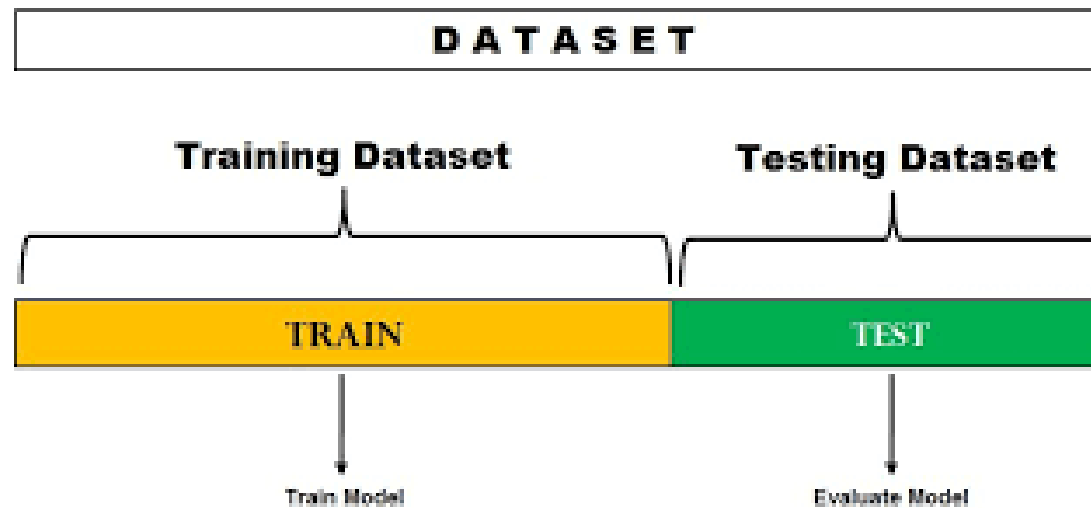 DATASET
Training Dataset
Testing Dataset
TRAIN
TEST
Train Model
Evaluate Model